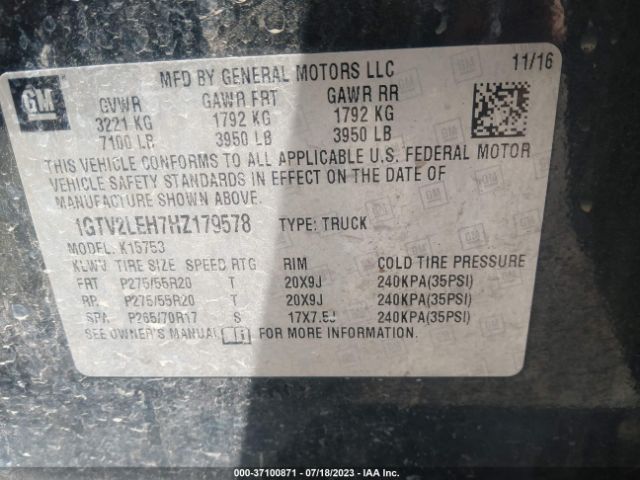 MFD BY GENERAL MOTORS LLC 11/16
GM
GVWR GAWR FRT GAWR RR
3221 KG 1792 KG 1792 KG
7100 LB 3950 LB 3950 LB
THIS VEHICLE CONFORMS TO ALL APPLICABLE U.S. FEDERAL MOTOR
VEHICLE SAFETY STANDARDS IN EFFECT ON THE DATE OF
MANUFACTURE SHOWN ABOVE.
1GTV2LEH7HZ179578 TYPE: TRUCK
MODEL: K15753
KLWV TIRE SIZE SPEED RTG RIM COLD TIRE PRESSURE
FRT P275/55R20 T 20X9J 240KPA(35PSI)
RR P275/55R20 T 20X9J 240KPA(35PSI)
SPA P265/70R17 S 17X7.5J 240KPA(35PSI)
SEE OWNER'S MANUAL i FOR MORE INFORMATION.
000-37100871 - 07/18/2023 - IAA Inc.